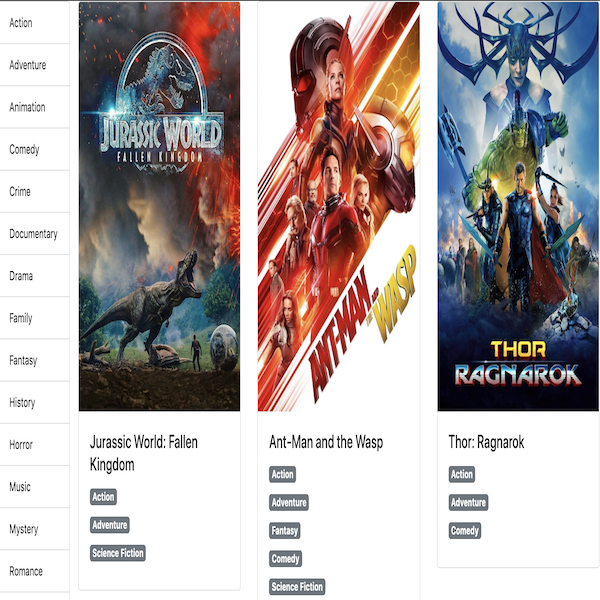 Action
Adventure
Animation
Comedy
Crime
Documentary
Drama
Family
Fantasy
History
Horror
Music
Mystery
Romance
JURASSIC WORLD
FALLEN KINGDOM
Jurassic World: Fallen
Kingdom
Action
Adventure
Science Fiction
ANT-MAN
AND THE
WASP
Ant-Man and the Wasp
Action
Adventure
Fantasy
Comedy
Science Fiction
THOR
RAGNAROK
Thor: Ragnarok
Action
Adventure
Comedy